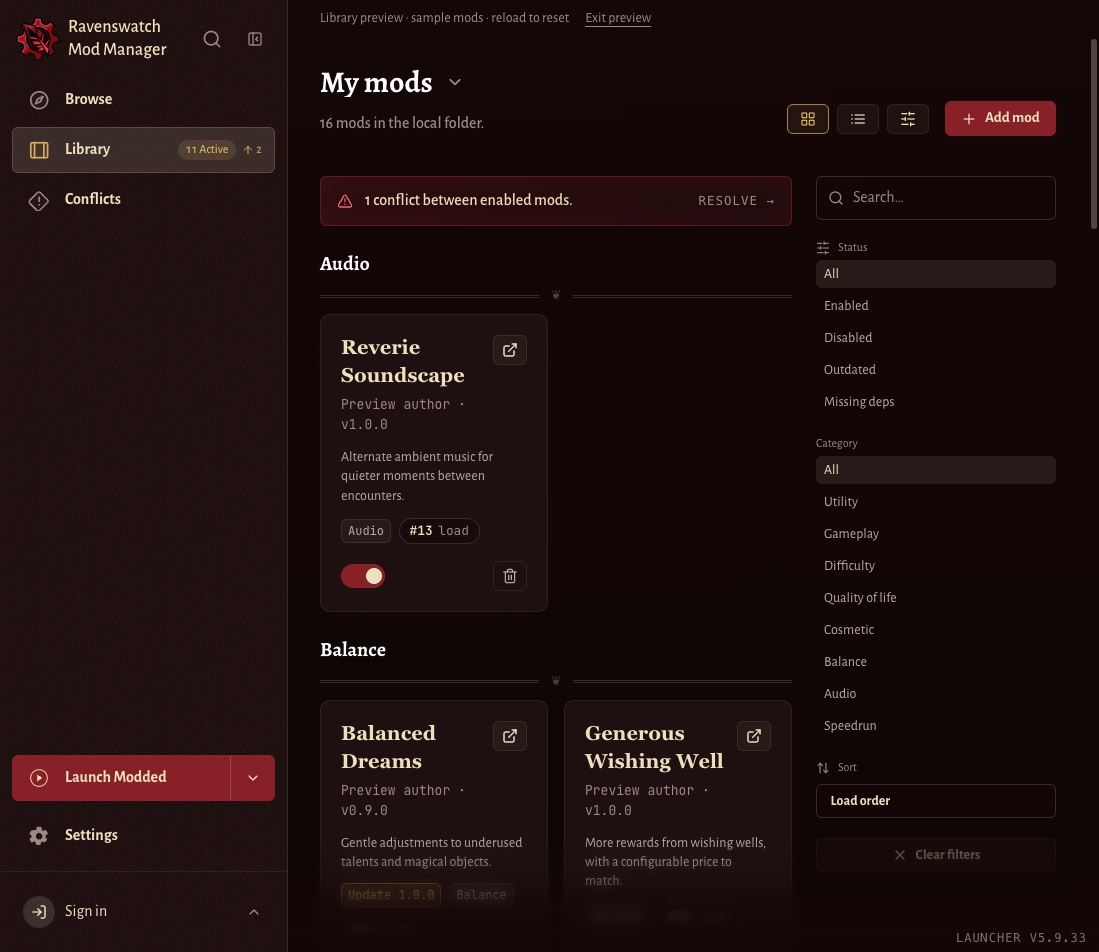 Ravenswatch
Mod Manager
Browse
Library
11 Active
↑ 2
Conflicts
Launch Modded
Settings
Sign in
Library preview · sample mods · reload to reset
Exit preview
My mods
16 mods in the local folder.
Add mod
1 conflict between enabled mods.
RESOLVE →
Audio
Reverie
Soundscape
Preview author ·
v1.0.0
Alternate ambient music for
quieter moments between
encounters.
Audio
#13 load
Balance
Balanced
Dreams
Preview author ·
v0.9.0
Gentle adjustments to underused
talents and magical objects.
Update 1.0.0
Balance
Generous
Wishing Well
Preview author ·
v1.0.0
More rewards from wishing wells,
with a configurable price to
match.
Search...
Status
All
Enabled
Disabled
Outdated
Missing deps
Category
All
Utility
Gameplay
Difficulty
Quality of life
Cosmetic
Balance
Audio
Speedrun
Sort
Load order
Clear filters
LAUNCHER V5.9.33